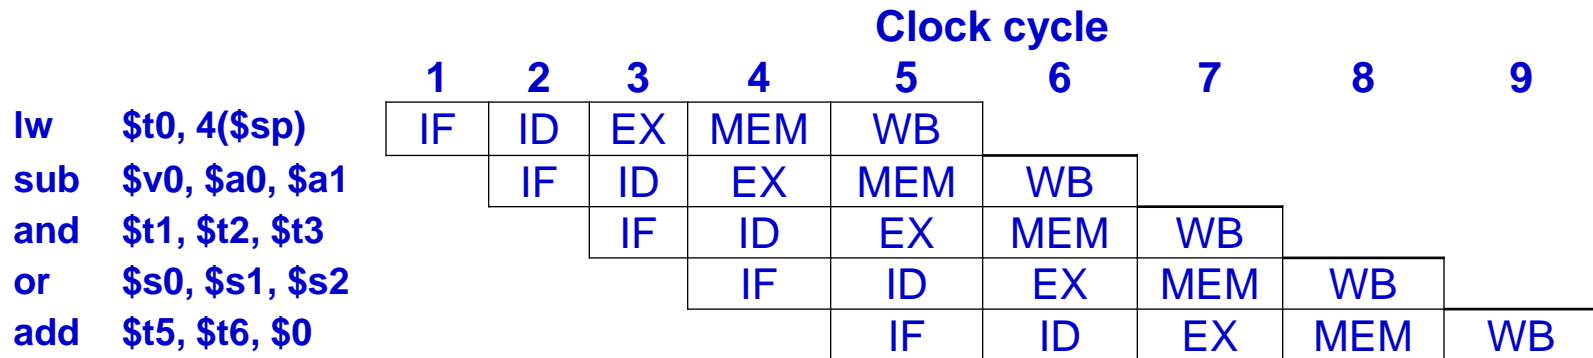 Clock cycle
1 2 3 4 5 6 7 8 9
lw $t0, 4($sp) IF ID EX MEM WB
sub $v0, $a0, $a1 IF ID EX MEM WB
and $t1, $t2, $t3 IF ID EX MEM WB
or $s0, $s1, $s2 IF ID EX MEM WB
add $t5, $t6, $0 IF ID EX MEM WB